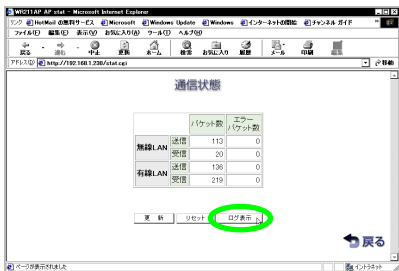 WR211AP AP stat - Microsoft Internet Explorer
リンク HotMail の無料サービス Microsoft Windows Update Windows インターネットの開始 チャンネル ガイド
ファイル(F) 編集(E) 表示(V) お気に入り(A) ツール(T) ヘルプ(H)
戻る 進む 中止 更新 ホーム 検索 お気に入り 履歴 メール 印刷 編集
アドレス(D) http://192.168.1.230/stat.cgi 移動
通信状態
パケット数 エラーパケット数
無線LAN 送信 113 0
受信 20 0
有線LAN 送信 136 0
受信 219 0
更 新 リセット ログ表示
戻る
ページが表示されました イントラネット